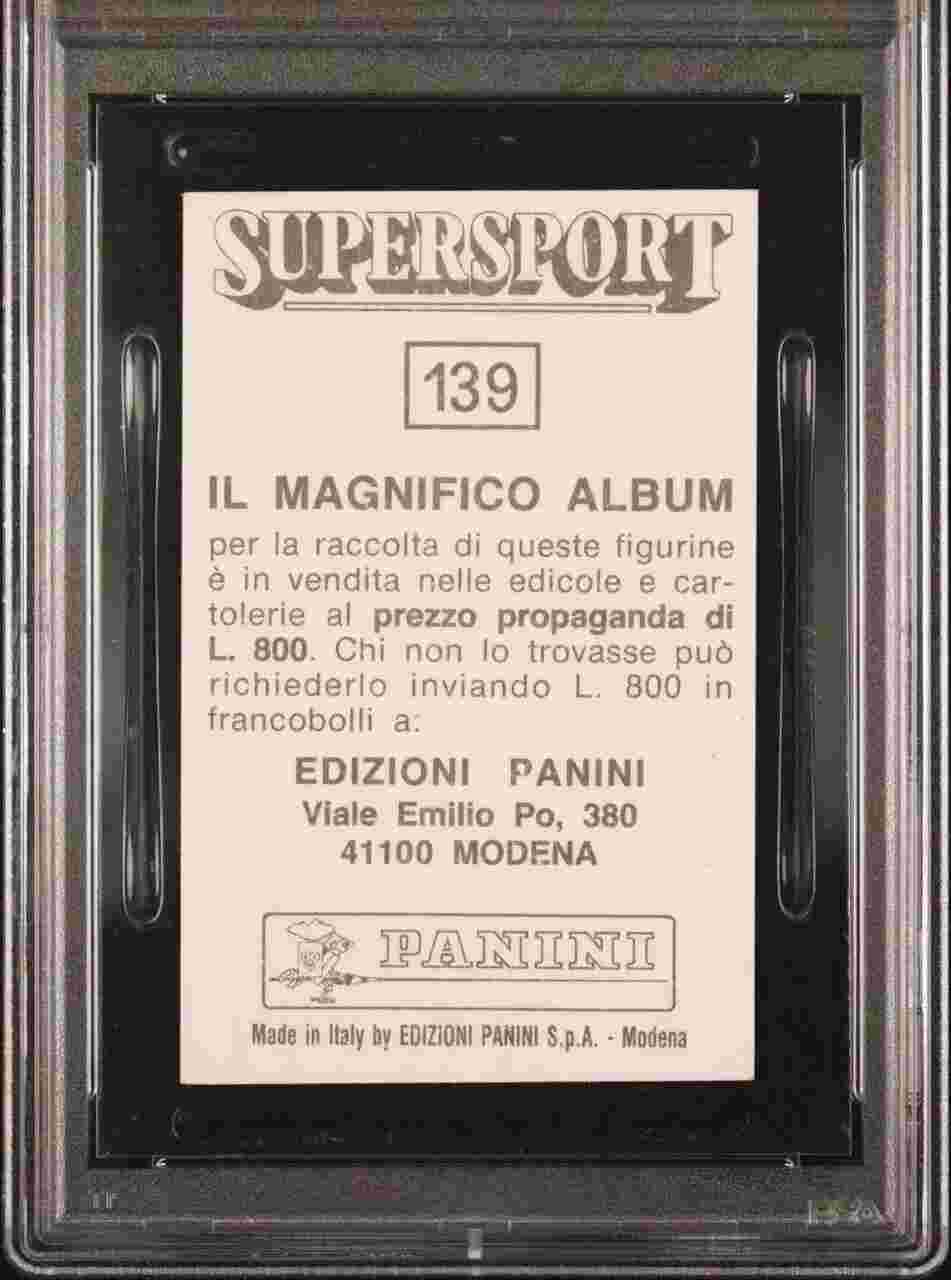 SUPERSPORT
139
IL MAGNIFICO ALBUM
per la raccolta di queste figurine
è in vendita nelle edicole e car-
tolerie al prezzo propaganda di
L. 800. Chi non lo trovasse può
richiederlo inviando L. 800 in
francobolli a:
EDIZIONI PANINI
Viale Emilio Po, 380
41100 MODENA
PANINI
Made in Italy by EDIZIONI PANINI S.p.A. - Modena